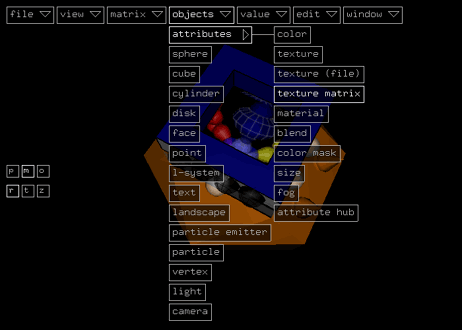 file view matrix objects value edit window
attributes color
sphere texture
cube texture (file)
cylinder texture matrix
disk material
face blend
point color mask
l-system size
text fog
landscape attribute hub
particle emitter
particle
vertex
light
camera
p m o
r t z